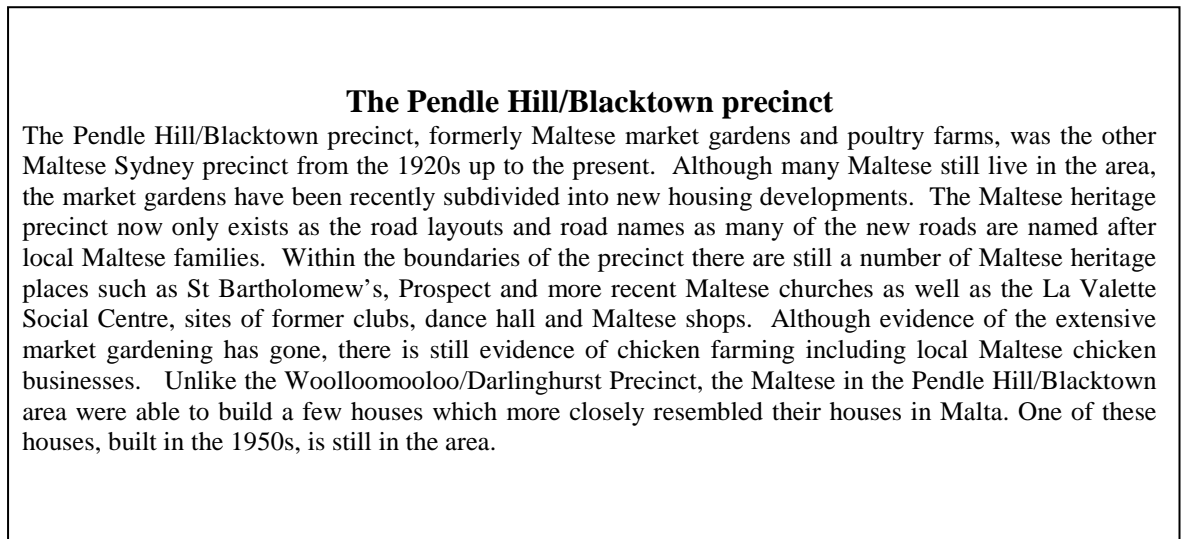 The Pendle Hill/Blacktown precinct
The Pendle Hill/Blacktown precinct, formerly Maltese market gardens and poultry farms, was the other
Maltese Sydney precinct from the 1920s up to the present. Although many Maltese still live in the area,
the market gardens have been recently subdivided into new housing developments. The Maltese heritage
precinct now only exists as the road layouts and road names as many of the new roads are named after
local Maltese families. Within the boundaries of the precinct there are still a number of Maltese heritage
places such as St Bartholomew's, Prospect and more recent Maltese churches as well as the La Valette
Social Centre, sites of former clubs, dance hall and Maltese shops. Although evidence of the extensive
market gardening has gone, there is still evidence of chicken farming including local Maltese chicken
businesses. Unlike the Woolloomooloo/Darlinghurst Precinct, the Maltese in the Pendle Hill/Blacktown
area were able to build a few houses which more closely resembled their houses in Malta. One of these
houses, built in the 1950s, is still in the area.